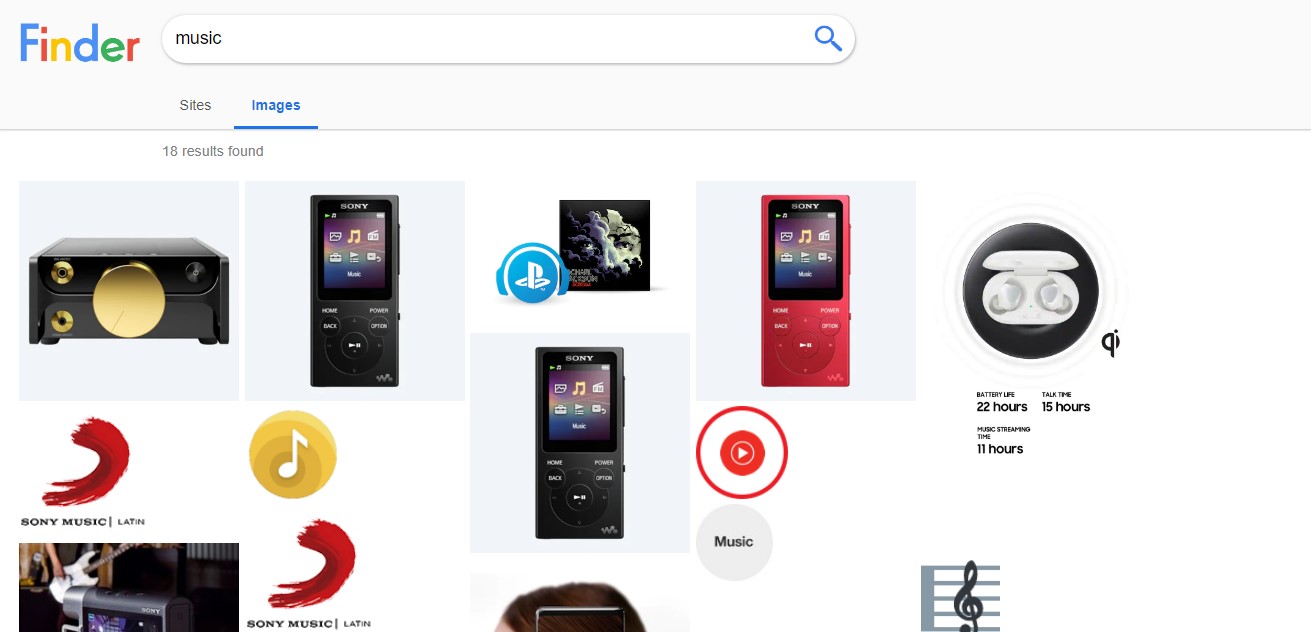 Finder
music
Sites
Images
18 results found
SONY
Music
HOME
POWER
BACK
OPTION
JACKSON
SONY
Music
HOME
POWER
BACK
OPTION
BATTERY LIFE
TALK TIME
22 hours
15 hours
MUSIC STREAMING
TIME
11 hours
SONY
Music
HOME
POWER
BACK
OPTION
SONY MUSIC | LATIN
Music
SONY
SONY MUSIC | LATIN